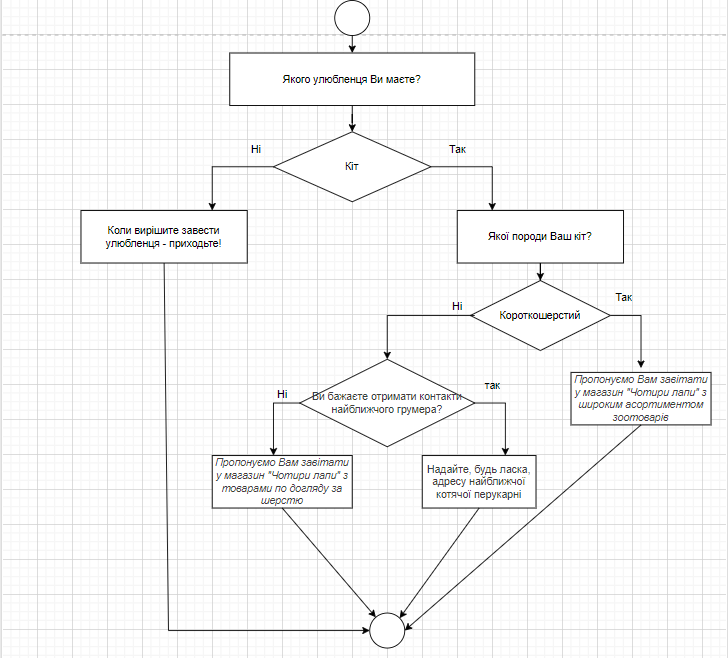 Якого улюбленця Ви маєте?
Ні
Так
Кіт
Коли вирішите завести
улюбленця - приходьте!
Якої породи Ваш кіт?
Ні
Так
Короткошерстий
Пропонуємо Вам завітати
у магазин "Чотири лапи" з
широким асортиментом
зоотоварів
Ні
так
Ви бажаєте отримати контакти
найближчого грумера?
Пропонуємо Вам завітати
у магазин "Чотири лапи" з
товарами по догляду за
шерстю
Надайте, будь ласка,
адресу найближчої
котячої перукарні